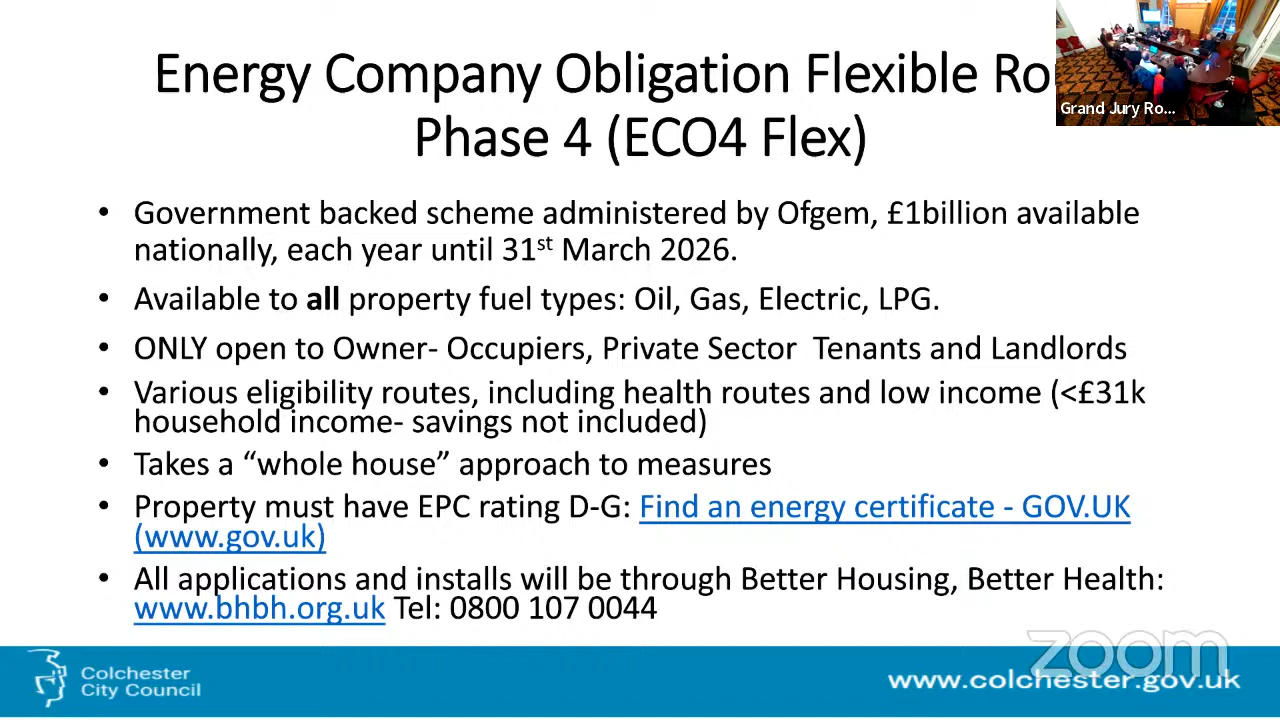 Energy Company Obligation Flexible Ro
Phase 4 (ECO4 Flex)
Grand Jury Ro...
• Government backed scheme administered by Ofgem, £1billion available
nationally, each year until 31st March 2026.
• Available to all property fuel types: Oil, Gas, Electric, LPG.
• ONLY open to Owner- Occupiers, Private Sector  Tenants and Landlords
• Various eligibility routes, including health routes and low income (<£31k
household income- savings not included)
• Takes a “whole house” approach to measures
• Property must have EPC rating D-G: Find an energy certificate - GOV.UK
(www.gov.uk)
• All applications and installs will be through Better Housing, Better Health:
www.bhbh.org.uk Tel: 0800 107 0044
zoom
Colchester
City Council
www.colchester.gov.uk